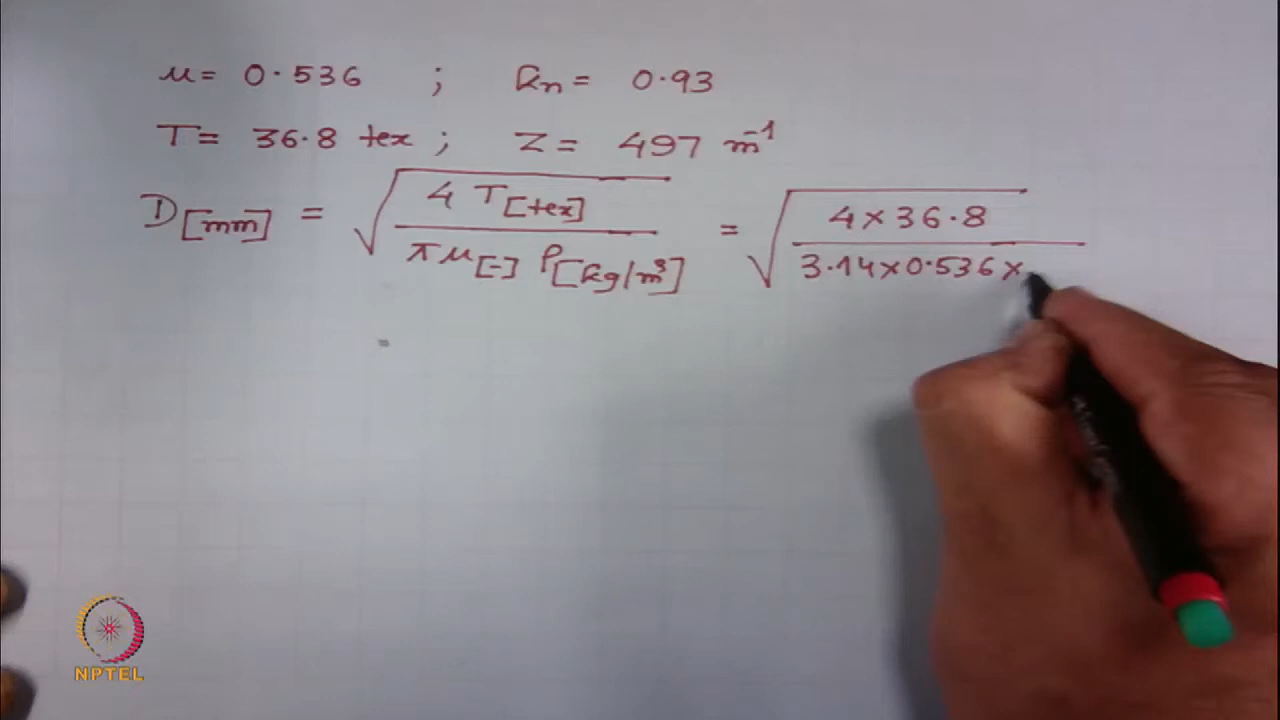 μ = 0.536 ; kn = 0.93
T = 36.8 tex ; Z = 497 m⁻¹
D[mm] = √(4 T[tex] / π μ[-] ρ[kg/m³]) = √(4×36.8 / 3.14×0.536×
NPTEL